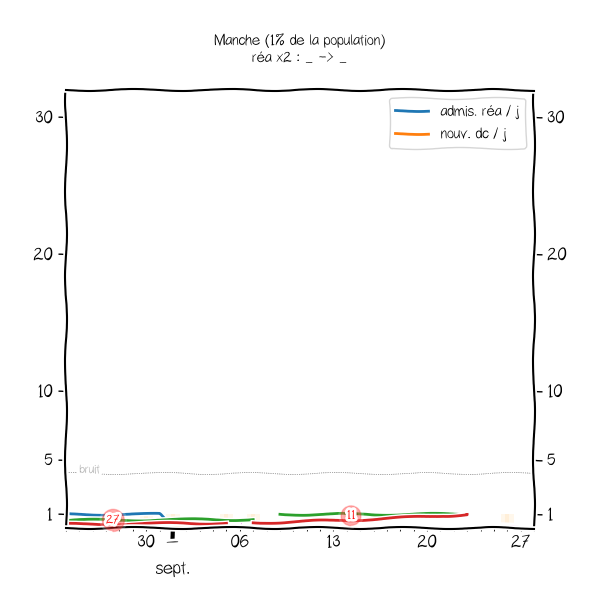 Manche (1% de la population)
réa x2 : _ -> _
admis. réa / j
nouv. dc / j
30
30
20
20
10
10
5
5
bruit
1
1
27
11
30
06
13
20
27
sept.